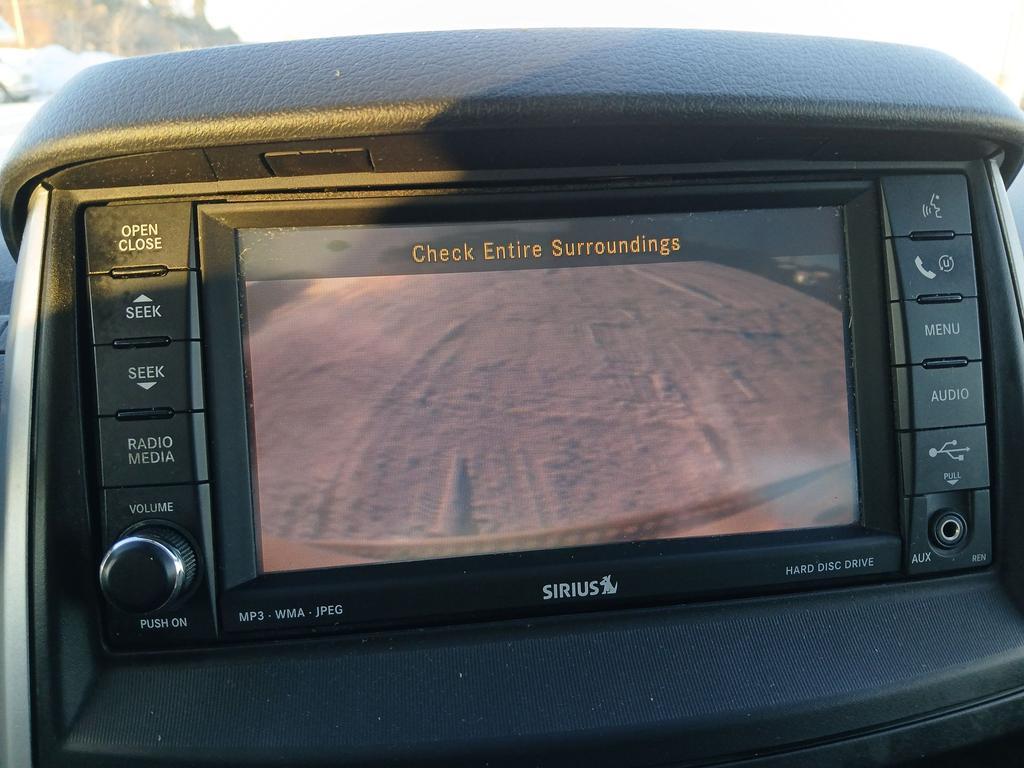 OPEN
CLOSE
SEEK
SEEK
RADIO
MEDIA
VOLUME
PUSH ON
Check Entire Surroundings
MP3 · WMA · JPEG
SIRIUS
HARD DISC DRIVE
MENU
AUDIO
PULL
AUX
REN